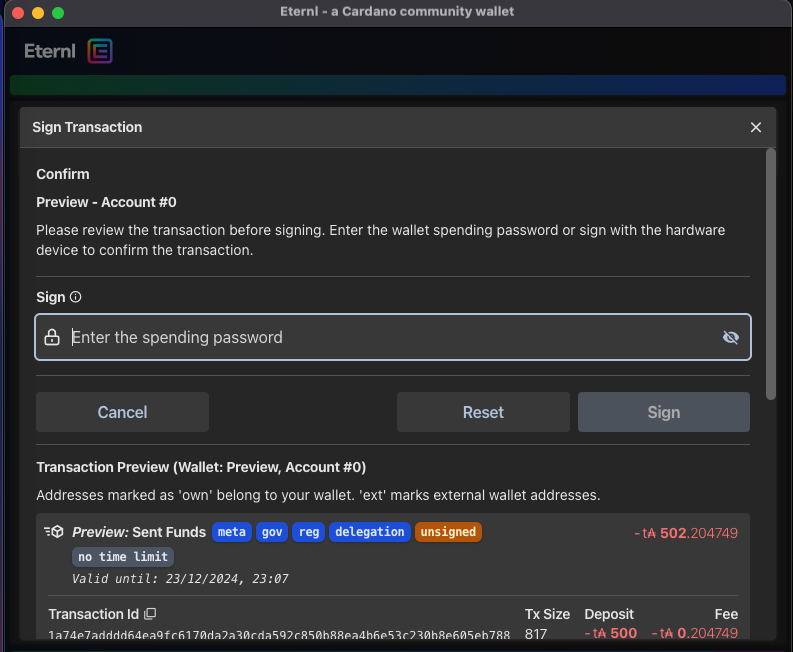 Eternl - a Cardano community wallet
Eternl
Sign Transaction
Confirm
Preview - Account #0
Please review the transaction before signing. Enter the wallet spending password or sign with the hardware
device to confirm the transaction.
Sign
Enter the spending password
Cancel Reset Sign
Transaction Preview (Wallet: Preview, Account #0)
Addresses marked as 'own' belong to your wallet. 'ext' marks external wallet addresses.
Preview: Sent Funds meta gov reg delegation unsigned -t₳ 502.204749
no time limit
Valid until: 23/12/2024, 23:07
Transaction Id Tx Size Deposit Fee
1a74e7adddd64ea9fc6170da2a30cda592c850b88ea4b6e53c230b8e605eb788 817 -t₳ 500 -t₳ 0.204749